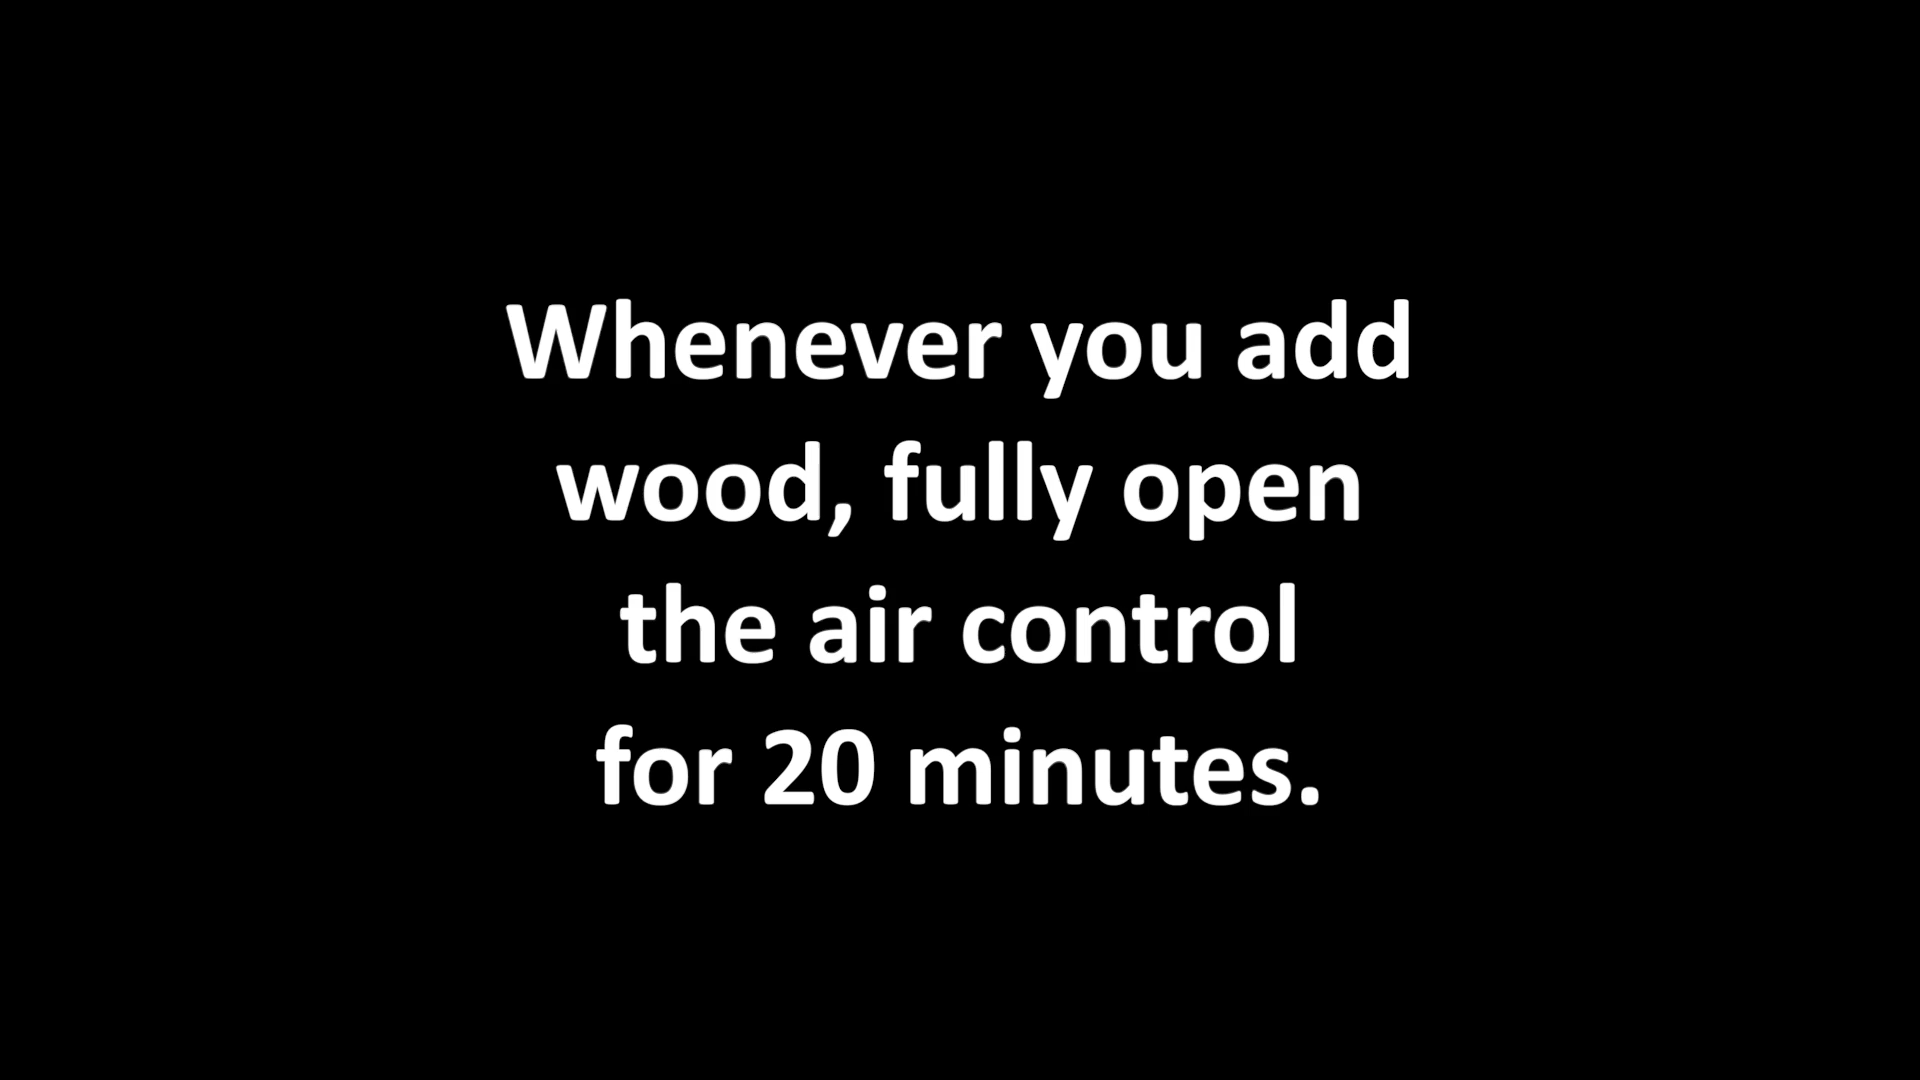 Whenever you add
wood, fully open
the air control
for 20 minutes.